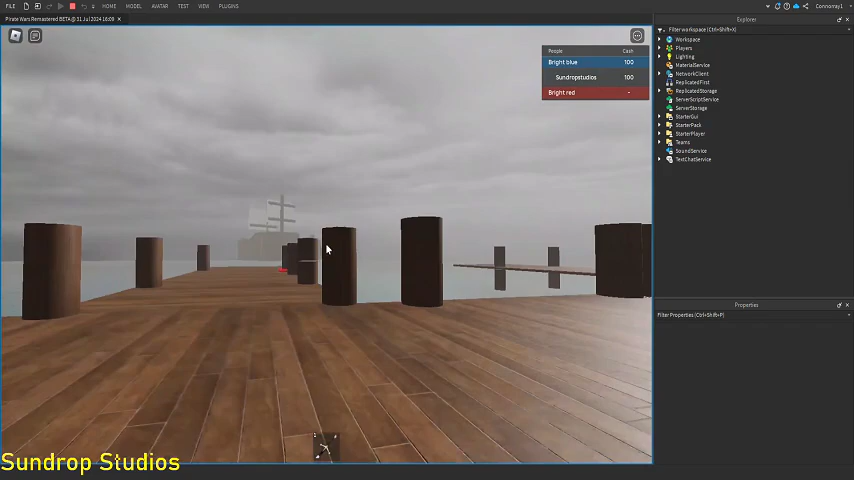 FILE HOME MODEL AVATAR TEST VIEW PLUGINS Connomay1
Pirate Wars Remastered BETA @ 31 Jul 2024 16:09 ×
Explorer
Filter workspace (Ctrl+Shift+X)
Workspace
Players
Lighting
MaterialService
NetworkClient
ReplicatedFirst
ReplicatedStorage
ServerScriptService
ServerStorage
StarterGui
StarterPack
StarterPlayer
Teams
SoundService
TextChatService
People Cash
Bright blue 100
Sundropstudios 100
Bright red -
Properties
Filter Properties (Ctrl+Shift+P)
Sundrop Studios